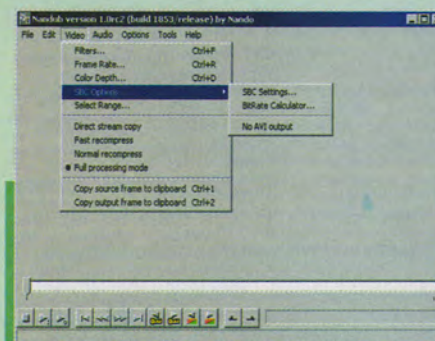 Nandub version 1.0rc2 (build 1853/release) by Nando
File Edit Video Audio Options Tools Help
Filters... Ctrl+F
Frame Rate... Ctrl+R
Color Depth... Ctrl+D
SBC Options
SBC Settings...
Select Range...
BitRate Calculator...
Direct stream copy
No AVI output
Fast recompress
Normal recompress
Full processing mode
Copy source frame to clipboard Ctrl+1
Copy output frame to clipboard Ctrl+2